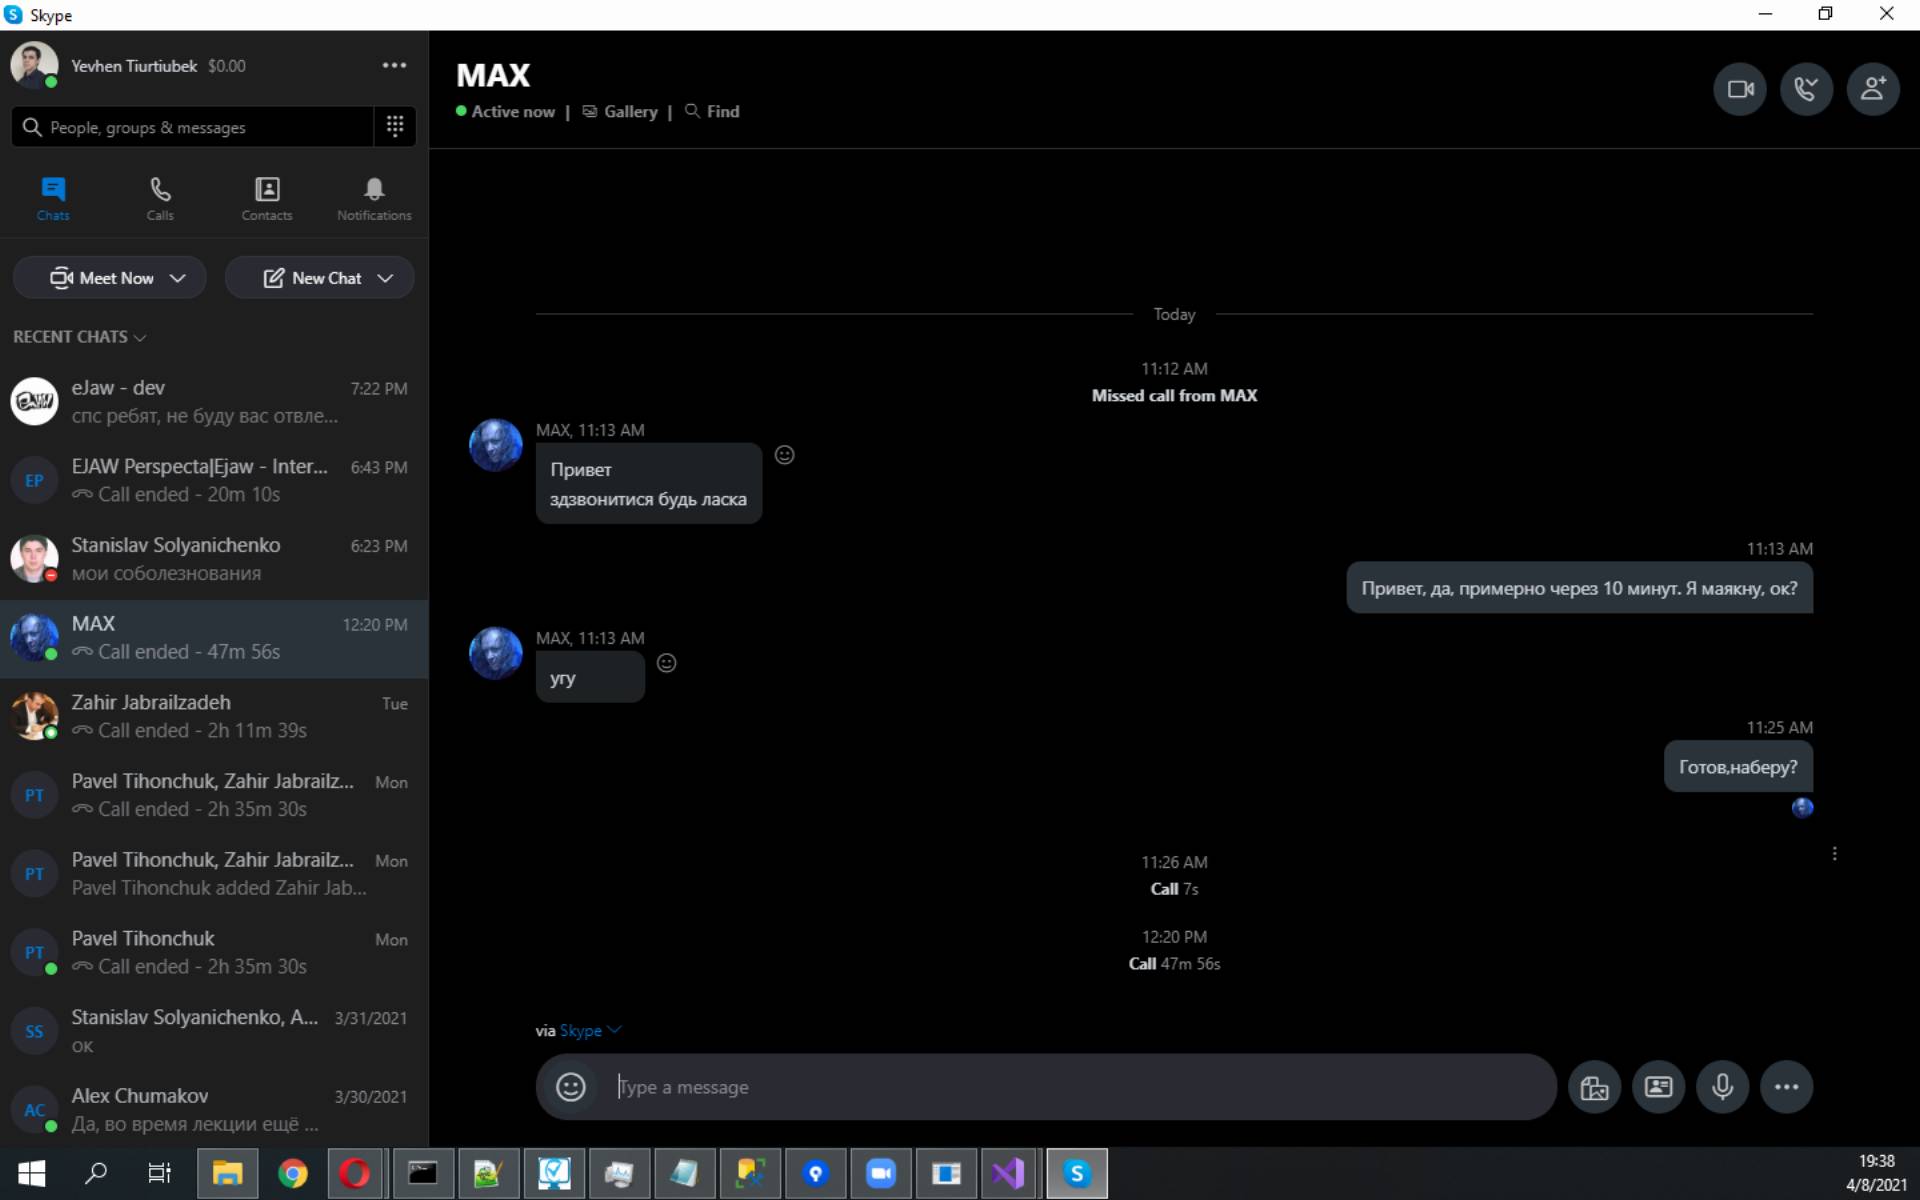 Skype
Yevhen Tiurtiubek $0.00
People, groups & messages
Chats
Calls
Contacts
Notifications
Meet Now
New Chat
RECENT CHATS
eJaw - dev 7:22 PM
спс ребят, не буду вас отвле...
EP
EJAW Perspecta|Ejaw - Inter... 6:43 PM
Call ended - 20m 10s
Stanislav Solyanichenko 6:23 PM
мои соболезнования
MAX 12:20 PM
Call ended - 47m 56s
Zahir Jabrailzadeh Tue
Call ended - 2h 11m 39s
PT
Pavel Tihonchuk, Zahir Jabrailz... Mon
Call ended - 2h 35m 30s
PT
Pavel Tihonchuk, Zahir Jabrailz... Mon
Pavel Tihonchuk added Zahir Jab...
PT
Pavel Tihonchuk Mon
Call ended - 2h 35m 30s
SS
Stanislav Solyanichenko, A... 3/31/2021
ок
AC
Alex Chumakov 3/30/2021
Да, во время лекции ещё ...
MAX
Active now | Gallery | Find
Today
11:12 AM
Missed call from MAX
MAX, 11:13 AM
Привет
здзвонитися будь ласка
11:13 AM
Привет, да, примерно через 10 минут. Я маякну, ок?
MAX, 11:13 AM
угу
11:25 AM
Готов,наберу?
11:26 AM
Call 7s
12:20 PM
Call 47m 56s
via Skype
Type a message
19:38
4/8/2021